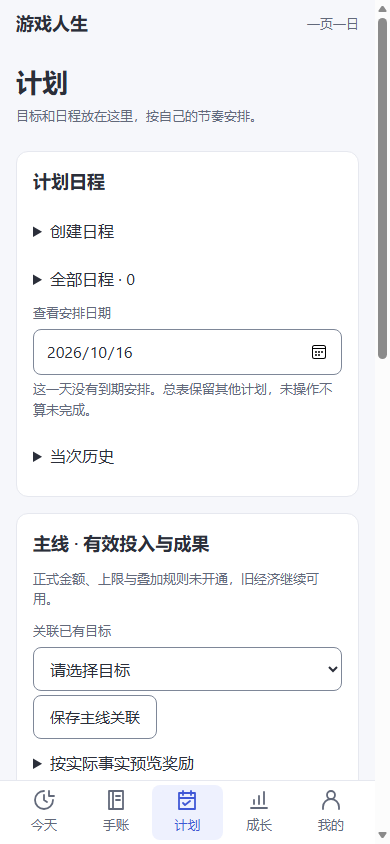 游戏人生
一页一日
计划
目标和日程放在这里，按自己的节奏安排。
计划日程
创建日程
全部日程 · 0
查看安排日期
2026/10/16
这一天没有到期安排。总表保留其他计划，未操作不
算未完成。
当次历史
主线 · 有效投入与成果
正式金额、上限与叠加规则未开通，旧经济继续可
用。
关联已有目标
请选择目标
保存主线关联
按实际事实预览奖励
今天
手账
计划
成长
我的